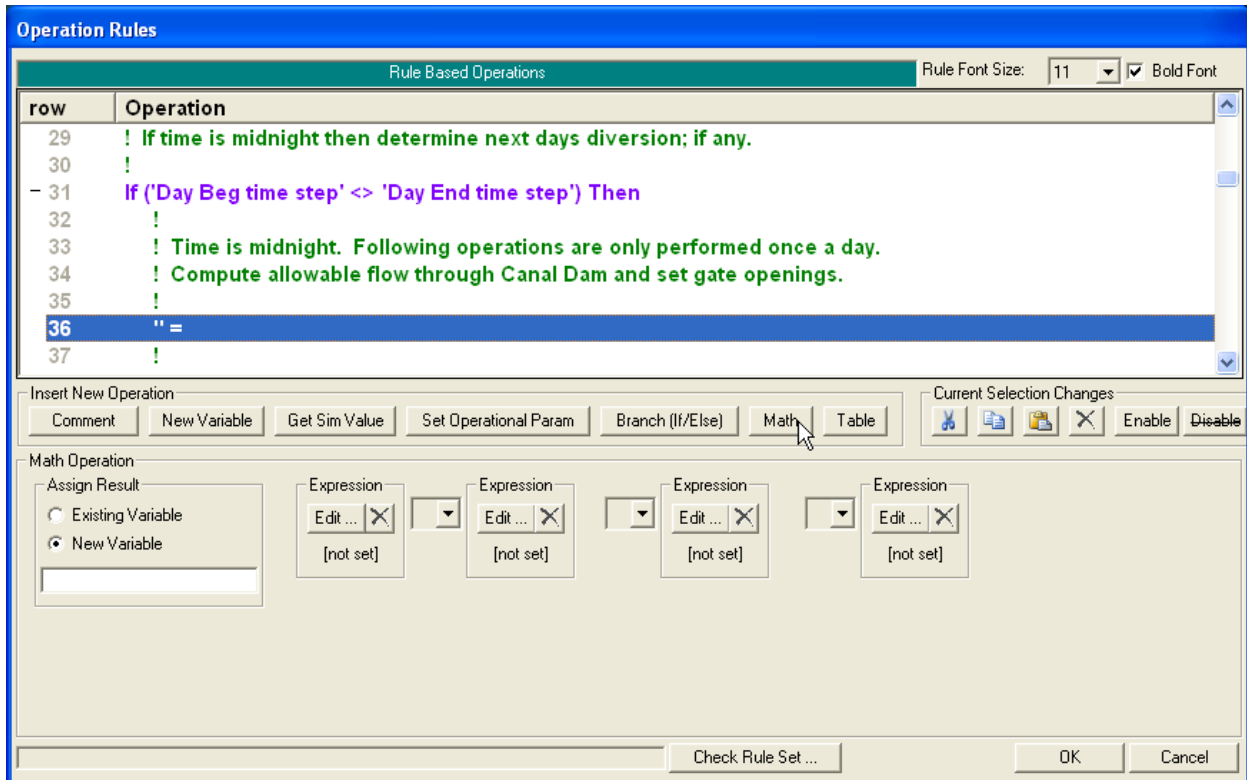 Operation Rules
Rule Based Operations Rule Font Size: 11 Bold Font
row Operation
29 ! If time is midnight then determine next days diversion; if any.
30 !
- 31 If ('Day Beg time step' <> 'Day End time step') Then
32 !
33 ! Time is midnight. Following operations are only performed once a day.
34 ! Compute allowable flow through Canal Dam and set gate openings.
35 !
36 '' =
37 !
Insert New Operation Current Selection Changes
Comment New Variable Get Sim Value Set Operational Param Branch (If/Else) Math Table Enable Disable
Math Operation
Assign Result Expression Expression Expression Expression
Existing Variable Edit ... Edit ... Edit ... Edit ...
New Variable [not set] [not set] [not set] [not set]
Check Rule Set ... OK Cancel